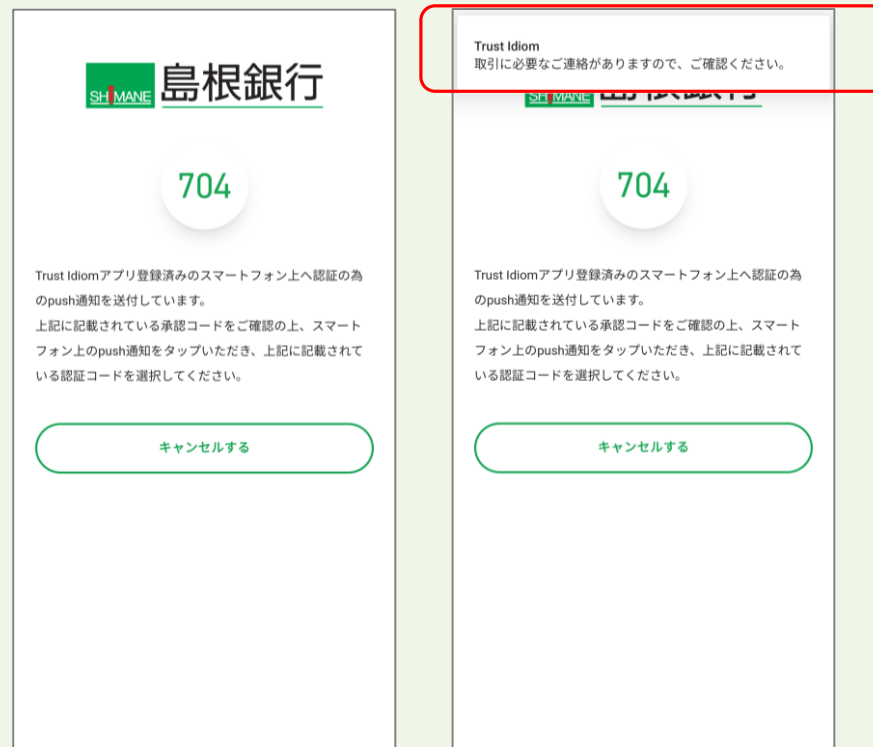 SHIMANE 島根銀行
704
Trust Idiomアプリ登録済みのスマートフォン上へ認証の為
のpush通知を送付しています。
上記に記載されている承認コードをご確認の上、スマート
フォン上のpush通知をタップいただき、上記に記載されて
いる認証コードを選択してください。
キャンセルする
Trust Idiom
取引に必要なご連絡がありますので、ご確認ください。
SHIMANE 島根銀行
704
Trust Idiomアプリ登録済みのスマートフォン上へ認証の為
のpush通知を送付しています。
上記に記載されている承認コードをご確認の上、スマート
フォン上のpush通知をタップいただき、上記に記載されて
いる認証コードを選択してください。
キャンセルする